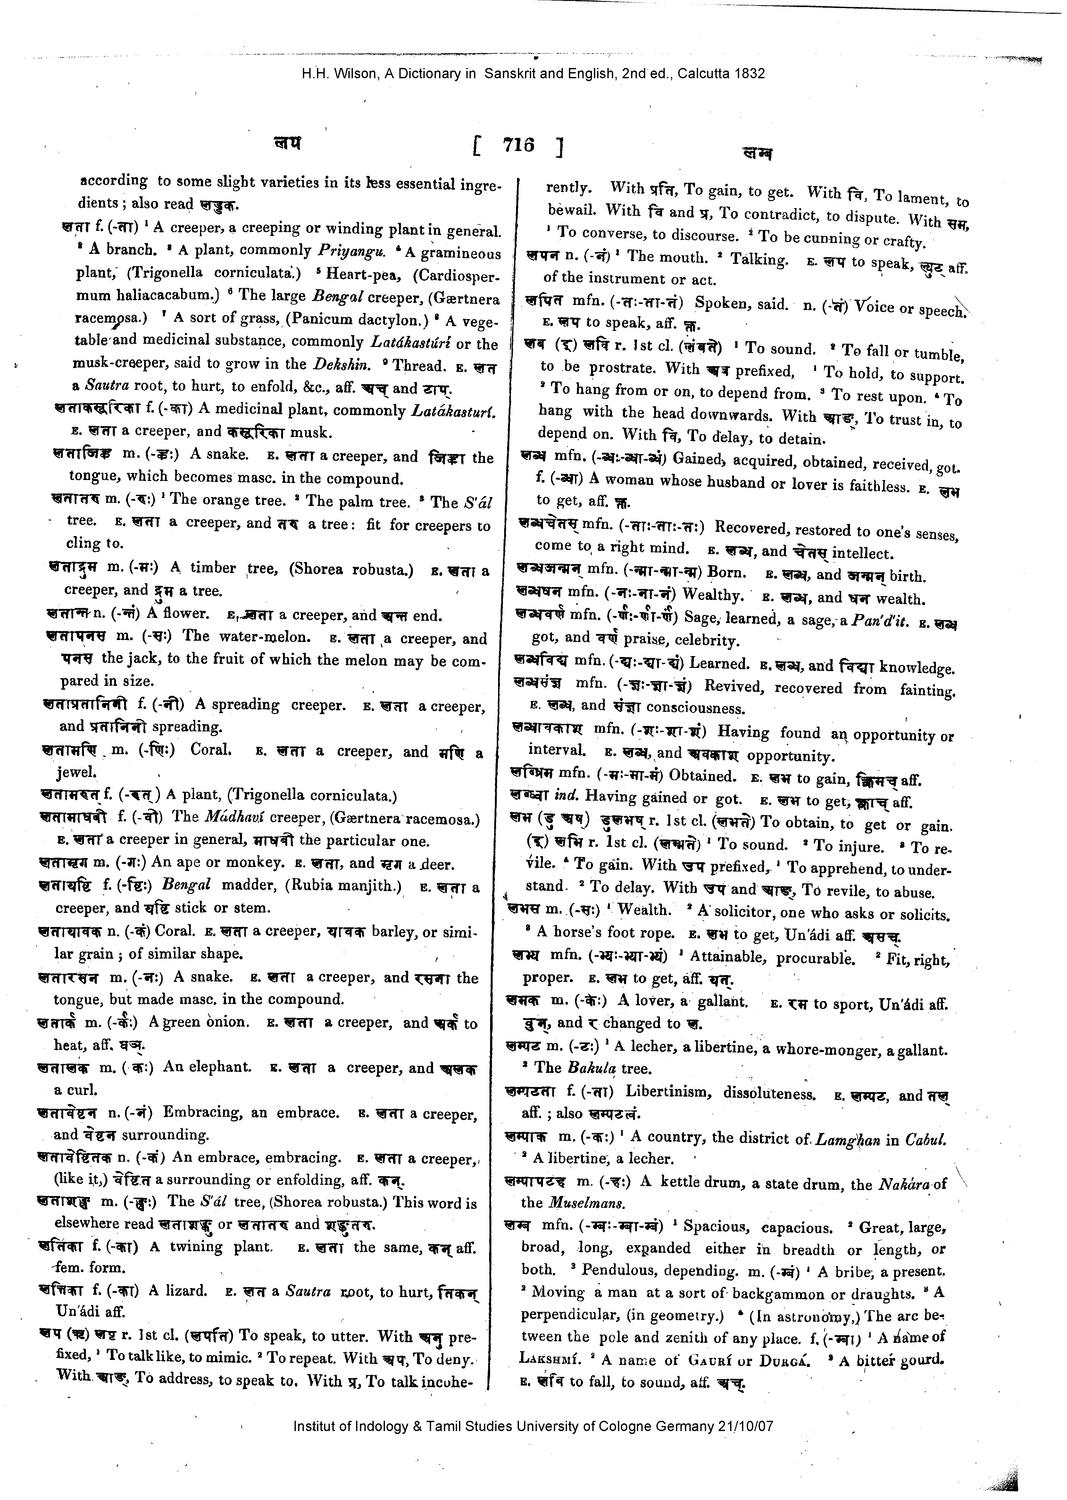 H.H. Wilson, A Dictionary in Sanskrit and English, 2nd ed., Calcutta 1832
लप
[ 716 ]
लम्ब
according to some slight varieties in its less essential ingre-
dients ; also read लड्डुक.
लता f. (-ता) ¹ A creeper, a creeping or winding plant in general.
² A branch. ³ A plant, commonly Priyangu. ⁴ A gramineous
plant, (Trigonella corniculata.) ⁵ Heart-pea, (Cardiosper-
mum haliacacabum.) ⁶ The large Bengal creeper, (Gærtnera
racemosa.) ⁷ A sort of grass, (Panicum dactylon.) ⁸ A vege-
table and medicinal substance, commonly Latákastúrí or the
musk-creeper, said to grow in the Dekshin. ⁹ Thread. E. लत
a Sautra root, to hurt, to enfold, &c., aff. अच् and टाप्.
लताकस्तूरिका f. (-का) A medicinal plant, commonly Latákasturí.
E. लता a creeper, and कस्तूरिका musk.
लताजिह्व m. (-ह्वः) A snake. E. लता a creeper, and जिह्वा the
tongue, which becomes masc. in the compound.
लतातरु m. (-रुः) ¹ The orange tree. ² The palm tree. ³ The S'ál
tree. E. लता a creeper, and तरु a tree: fit for creepers to
cling to.
लताद्रुम m. (-मः) A timber tree, (Shorea robusta.) E. लता a
creeper, and द्रुम a tree.
लतान्त n. (-न्तं) A flower. E. लता a creeper, and अन्त end.
लतापनस m. (-सः) The water-melon. E. लता a creeper, and
पनस the jack, to the fruit of which the melon may be com-
pared in size.
लताप्रतानिनी f. (-नी) A spreading creeper. E. लता a creeper,
and प्रतानिनी spreading.
लतामणि m. (-णिः) Coral. E. लता a creeper, and मणि a
jewel.
लतामरुत् f. (-रुत्) A plant, (Trigonella corniculata.)
लतामाधवी f. (-वी) The Mádhaví creeper, (Gærtnera racemosa.)
E. लता a creeper in general, माधवी the particular one.
लतामृग m. (-गः) An ape or monkey. E. लता, and मृग a deer.
लतायष्टि f. (-ष्टिः) Bengal madder, (Rubia manjith.) E. लता a
creeper, and यष्टि stick or stem.
लतायावक n. (-कं) Coral. E. लता a creeper, यावक barley, or simi-
lar grain ; of similar shape.
लतारसन m. (-नः) A snake. E. लता a creeper, and रसना the
tongue, but made masc. in the compound.
लतार्क m. (-र्कः) A green onion. E. लता a creeper, and अर्क to
heat, aff. घञ्.
लतालक m. ( कः) An elephant. E. लता a creeper, and अलक
a curl.
लतावेष्टन n. (-नं) Embracing, an embrace. E. लता a creeper,
and वेष्टन surrounding.
लतावेष्टितक n. (-कं) An embrace, embracing. E. लता a creeper,
(like it,) वेष्टित a surrounding or enfolding, aff. कन्.
लताशङ्कु m. (-ङ्कुः) The S'ál tree, (Shorea robusta.) This word is
elsewhere read लताशङ्कु or लतातरु and शङ्कुतरु.
लतिका f. (-का) A twining plant. E. लता the same, कन् aff.
fem. form.
लत्तिका f. (-का) A lizard. E. लत a Sautra root, to hurt, तिकन्
Un'ádi aff.
लप (ऋ) लपृ r. 1st cl. (लपति) To speak, to utter. With अनु pre-
fixed, ¹ To talk like, to mimic. ² To repeat. With अप, To deny.
With आङ्, To address, to speak to. With प्र, To talk incohe-
rently. With प्रति, To gain, to get. With वि, To lament, to
bewail. With वि and प्र, To contradict, to dispute. With सम्,
¹ To converse, to discourse. ² To be cunning or crafty.
लपन n. (-नं) ¹ The mouth. ² Talking. E. लप to speak, ल्युट् aff.
of the instrument or act.
लपित mfn. (-तः-ता-तं) Spoken, said. n. (-तं) Voice or speech.
E. लप to speak, aff. क्त.
लब (इ) लबि r. 1st cl. (लंबते) ¹ To sound. ² To fall or tumble,
to be prostrate. With अव prefixed, ¹ To hold, to support.
² To hang from or on, to depend from. ³ To rest upon. ⁴ To
hang with the head downwards. With आङ्, To trust in, to
depend on. With वि, To delay, to detain.
लब्ध mfn. (-ब्धः-ब्धा-ब्धं) Gained, acquired, obtained, received, got.
f. (-ब्धा) A woman whose husband or lover is faithless. E. लभ
to get, aff. क्त.
लब्धचेतस् mfn. (-ताः-ताः-तः) Recovered, restored to one's senses,
come to a right mind. E. लब्ध, and चेतस् intellect.
लब्धजन्मन् mfn. (-न्मा-न्मा-न्म) Born. E. लब्ध, and जन्मन् birth.
लब्धधन mfn. (-नः-ना-नं) Wealthy. E. लब्ध, and धन wealth.
लब्धवर्ण mfn. (-र्णः-र्णा-र्णं) Sage, learned, a sage, a Pan'd'it. E. लब्ध
got, and वर्ण praise, celebrity.
लब्धविद्य mfn. (-द्यः-द्या-द्यं) Learned. E. लब्ध, and विद्या knowledge.
लब्धसंज्ञ mfn. (-ज्ञः-ज्ञा-ज्ञं) Revived, recovered from fainting.
E. लब्ध, and संज्ञा consciousness.
लब्धावकाश mfn. (-शः-शा-शं) Having found an opportunity or
interval. E. लब्ध, and अवकाश opportunity.
लब्ध्रिम mfn. (-मः-मा-मं) Obtained. E. लभ to gain, क्त्रिमच् aff.
लब्ध्वा ind. Having gained or got. E. लभ to get, क्त्वाच् aff.
लभ (डु अष्) डुलभष् r. 1st cl. (लभते) To obtain, to get or gain.
(इ) लभि r. 1st cl. (लम्भते) ¹ To sound. ² To injure. ³ To re-
vile. ⁴ To gain. With उप prefixed, ¹ To apprehend, to under-
stand. ² To delay. With उप and आङ्, To revile, to abuse.
लभस m. (-सः) ¹ Wealth. ² A solicitor, one who asks or solicits.
³ A horse's foot rope. E. लभ to get, Un'ádi aff. असच्.
लभ्य mfn. (-भ्यः-भ्या-भ्यं) ¹ Attainable, procurable. ² Fit, right,
proper. E. लभ to get, aff. यत्.
लमक m. (-कः) A lover, a gallant. E. रम to sport, Un'ádi aff.
वुन्, and र changed to ल.
लम्पट m. (-टः) ¹ A lecher, a libertine, a whore-monger, a gallant.
² The Bakula tree.
लम्पटता f. (-ता) Libertinism, dissoluteness. E. लम्पट, and तल्
aff. ; also लम्पटत्वं.
लम्पाक m. (-कः) ¹ A country, the district of Lamghan in Cabul.
² A libertine, a lecher.
लम्पापटह m. (-हः) A kettle drum, a state drum, the Nakára of
the Muselmans.
लम्ब mfn. (-म्बः-म्बा-म्बं) ¹ Spacious, capacious. ² Great, large,
broad, long, expanded either in breadth or length, or
both. ³ Pendulous, depending. m. (-म्बं) ¹ A bribe, a present.
² Moving a man at a sort of backgammon or draughts. ³ A
perpendicular, (in geometry.) ⁴ (In astronomy,) The arc be-
tween the pole and zenith of any place. f. (-म्बा) ¹ A name of
LAKSHMÍ. ² A name of GAURÍ or DURGÁ. ³ A bitter gourd.
E. लबि to fall, to sound, aff. अच्.
Institut of Indology & Tamil Studies University of Cologne Germany 21/10/07